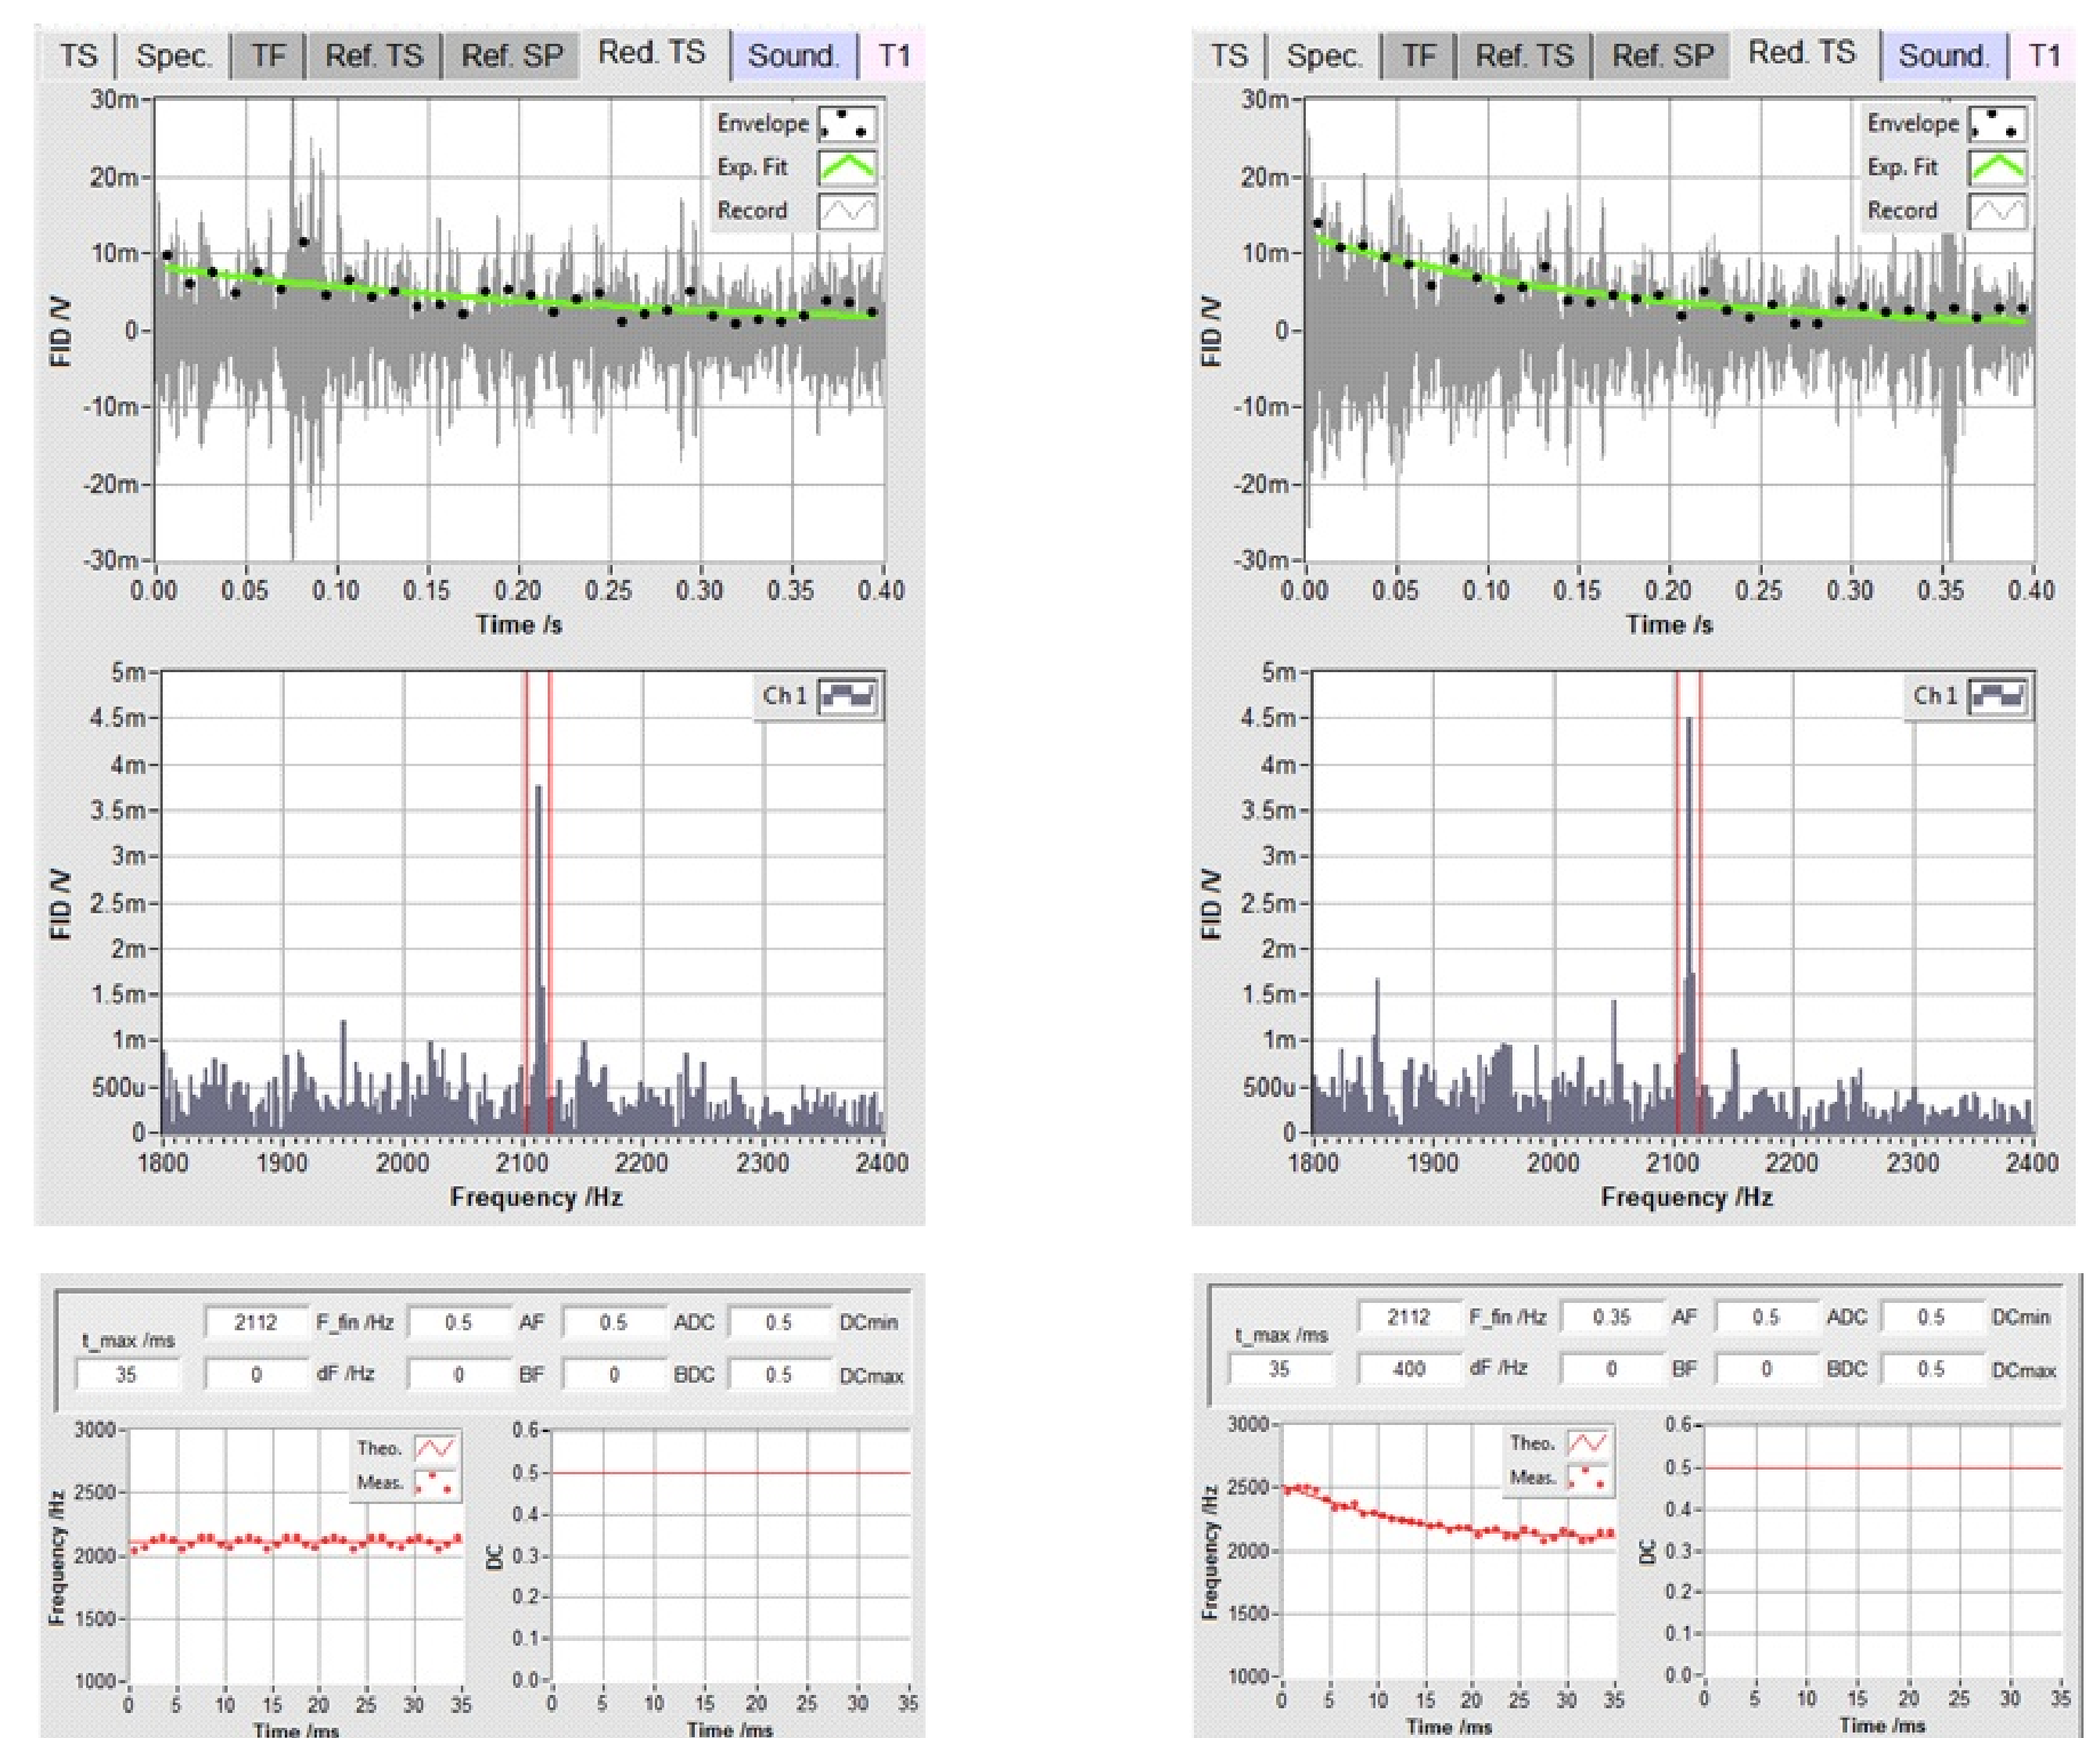 TS Spec. TF Ref. TS Ref. SP Red. TS Sound. T1
30m
20m
10m
0
-10m
-20m
-30m
FID /V
Envelope
Exp. Fit
Record
0.00 0.05 0.10 0.15 0.20 0.25 0.30 0.35 0.40
Time /s
5m
4.5m
4m
3.5m
3m
2.5m
2m
1.5m
1m
500u
0
FID /V
Ch 1
1800 1900 2000 2100 2200 2300 2400
Frequency /Hz
2112 F_fin /Hz 0.5 AF 0.5 ADC 0.5 DCmin
t_max /ms
35 0 dF /Hz 0 BF 0 BDC 0.5 DCmax
3000
2500
2000
1500
1000
Frequency /Hz
Theo.
Meas.
0 5 10 15 20 25 30 35
Time /ms
0.6
0.5
0.4
0.3
0.2
0.1
0.0
DC
0 5 10 15 20 25 30 35
Time /ms
TS Spec. TF Ref. TS Ref. SP Red. TS Sound. T1
30m
20m
10m
0
-10m
-20m
-30m
FID /V
Envelope
Exp. Fit
Record
0.00 0.05 0.10 0.15 0.20 0.25 0.30 0.35 0.40
Time /s
5m
4.5m
4m
3.5m
3m
2.5m
2m
1.5m
1m
500u
0
FID /V
Ch 1
1800 1900 2000 2100 2200 2300 2400
Frequency /Hz
2112 F_fin /Hz 0.35 AF 0.5 ADC 0.5 DCmin
t_max /ms
35 400 dF /Hz 0 BF 0 BDC 0.5 DCmax
3000
2500
2000
1500
1000
Frequency /Hz
Theo.
Meas.
0 5 10 15 20 25 30 35
Time /ms
0.6
0.5
0.4
0.3
0.2
0.1
0.0
DC
0 5 10 15 20 25 30 35
Time /ms